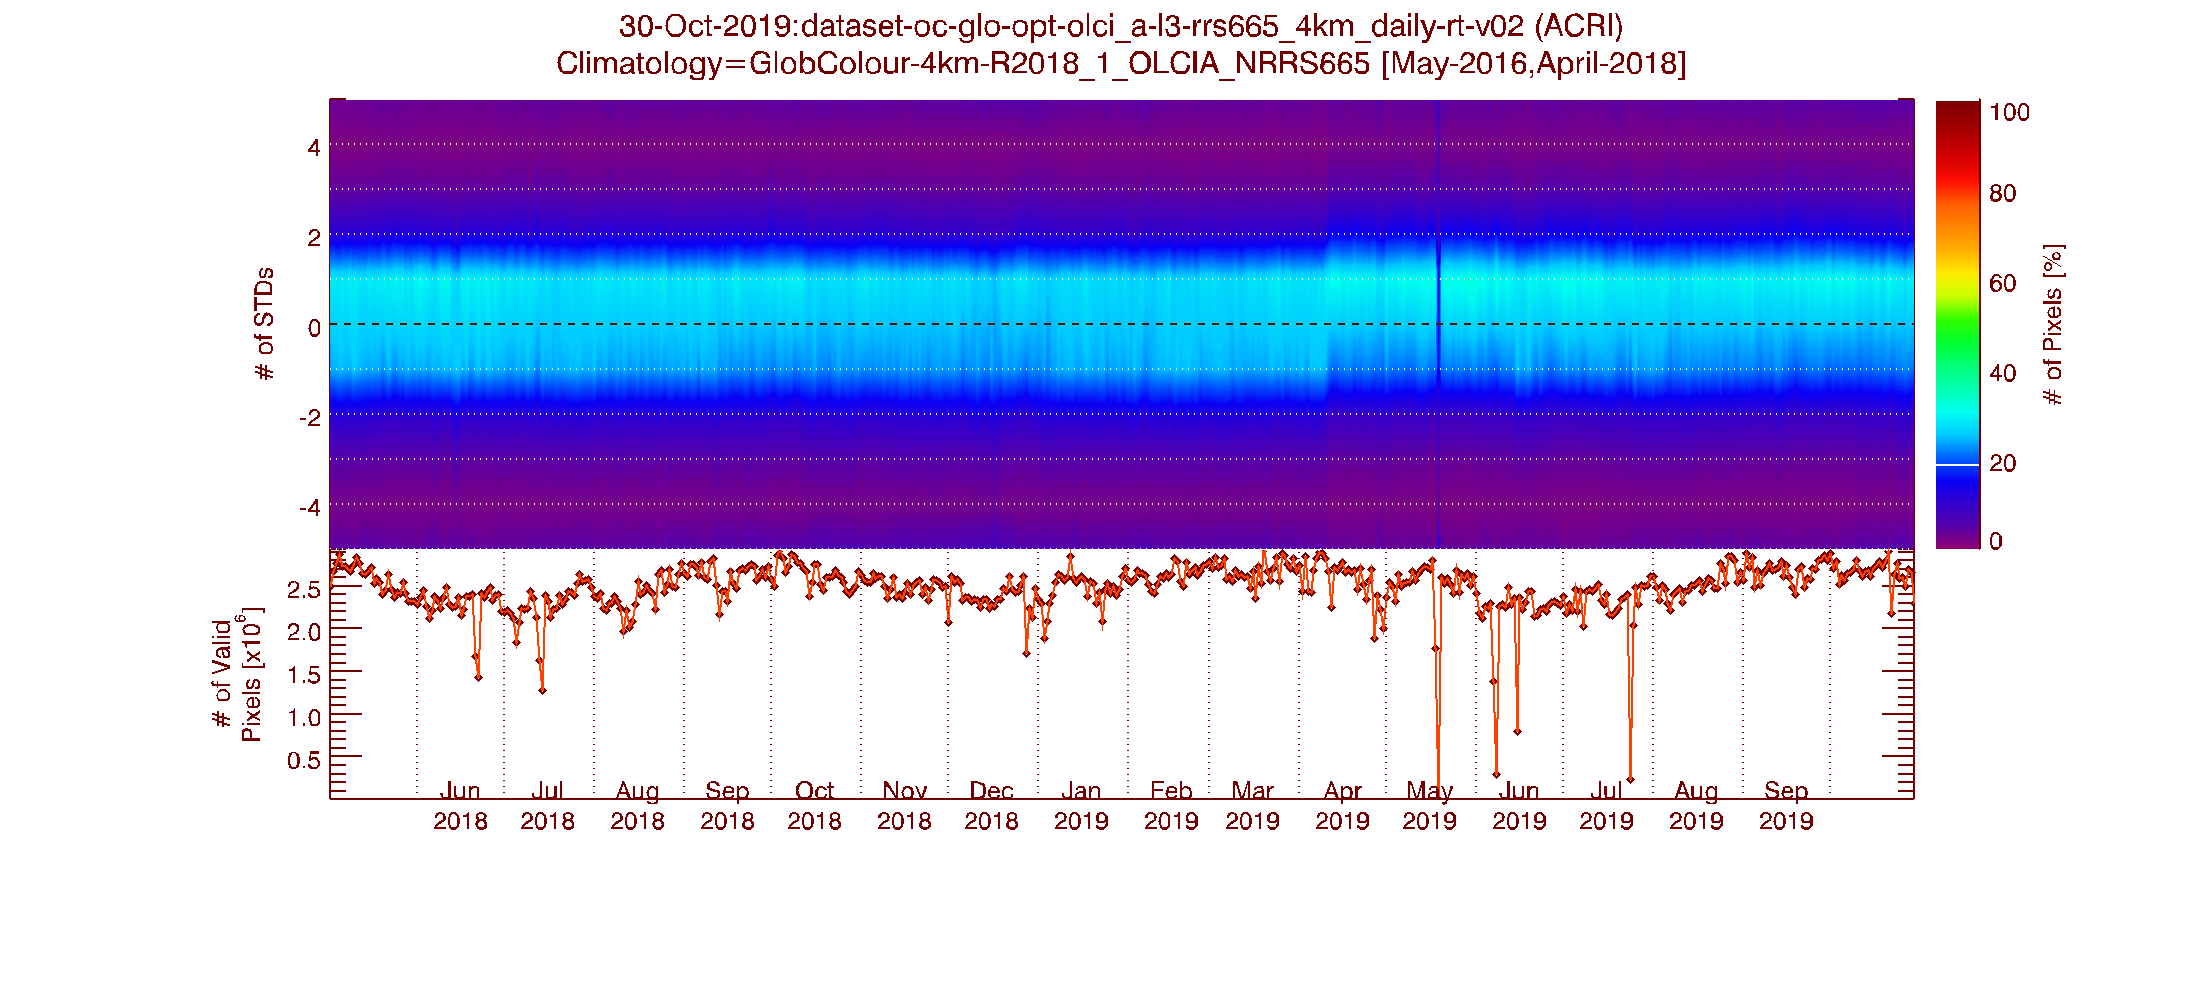 30-Oct-2019:dataset-oc-glo-opt-olci_a-l3-rrs665_4km_daily-rt-v02 (ACRI)
Climatology=GlobColour-4km-R2018_1_OLCIA_NRRS665 [May-2016,April-2018]
# of STDs
4
2
0
-2
-4
100
80
60
40
20
0
# of Pixels [%]
# of Valid
Pixels [x10^6]
2.5
2.0
1.5
1.0
0.5
Jun Jul Aug Sep Oct Nov Dec Jan Feb Mar Apr May Jun Jul Aug Sep
2018 2018 2018 2018 2018 2018 2018 2019 2019 2019 2019 2019 2019 2019 2019 2019